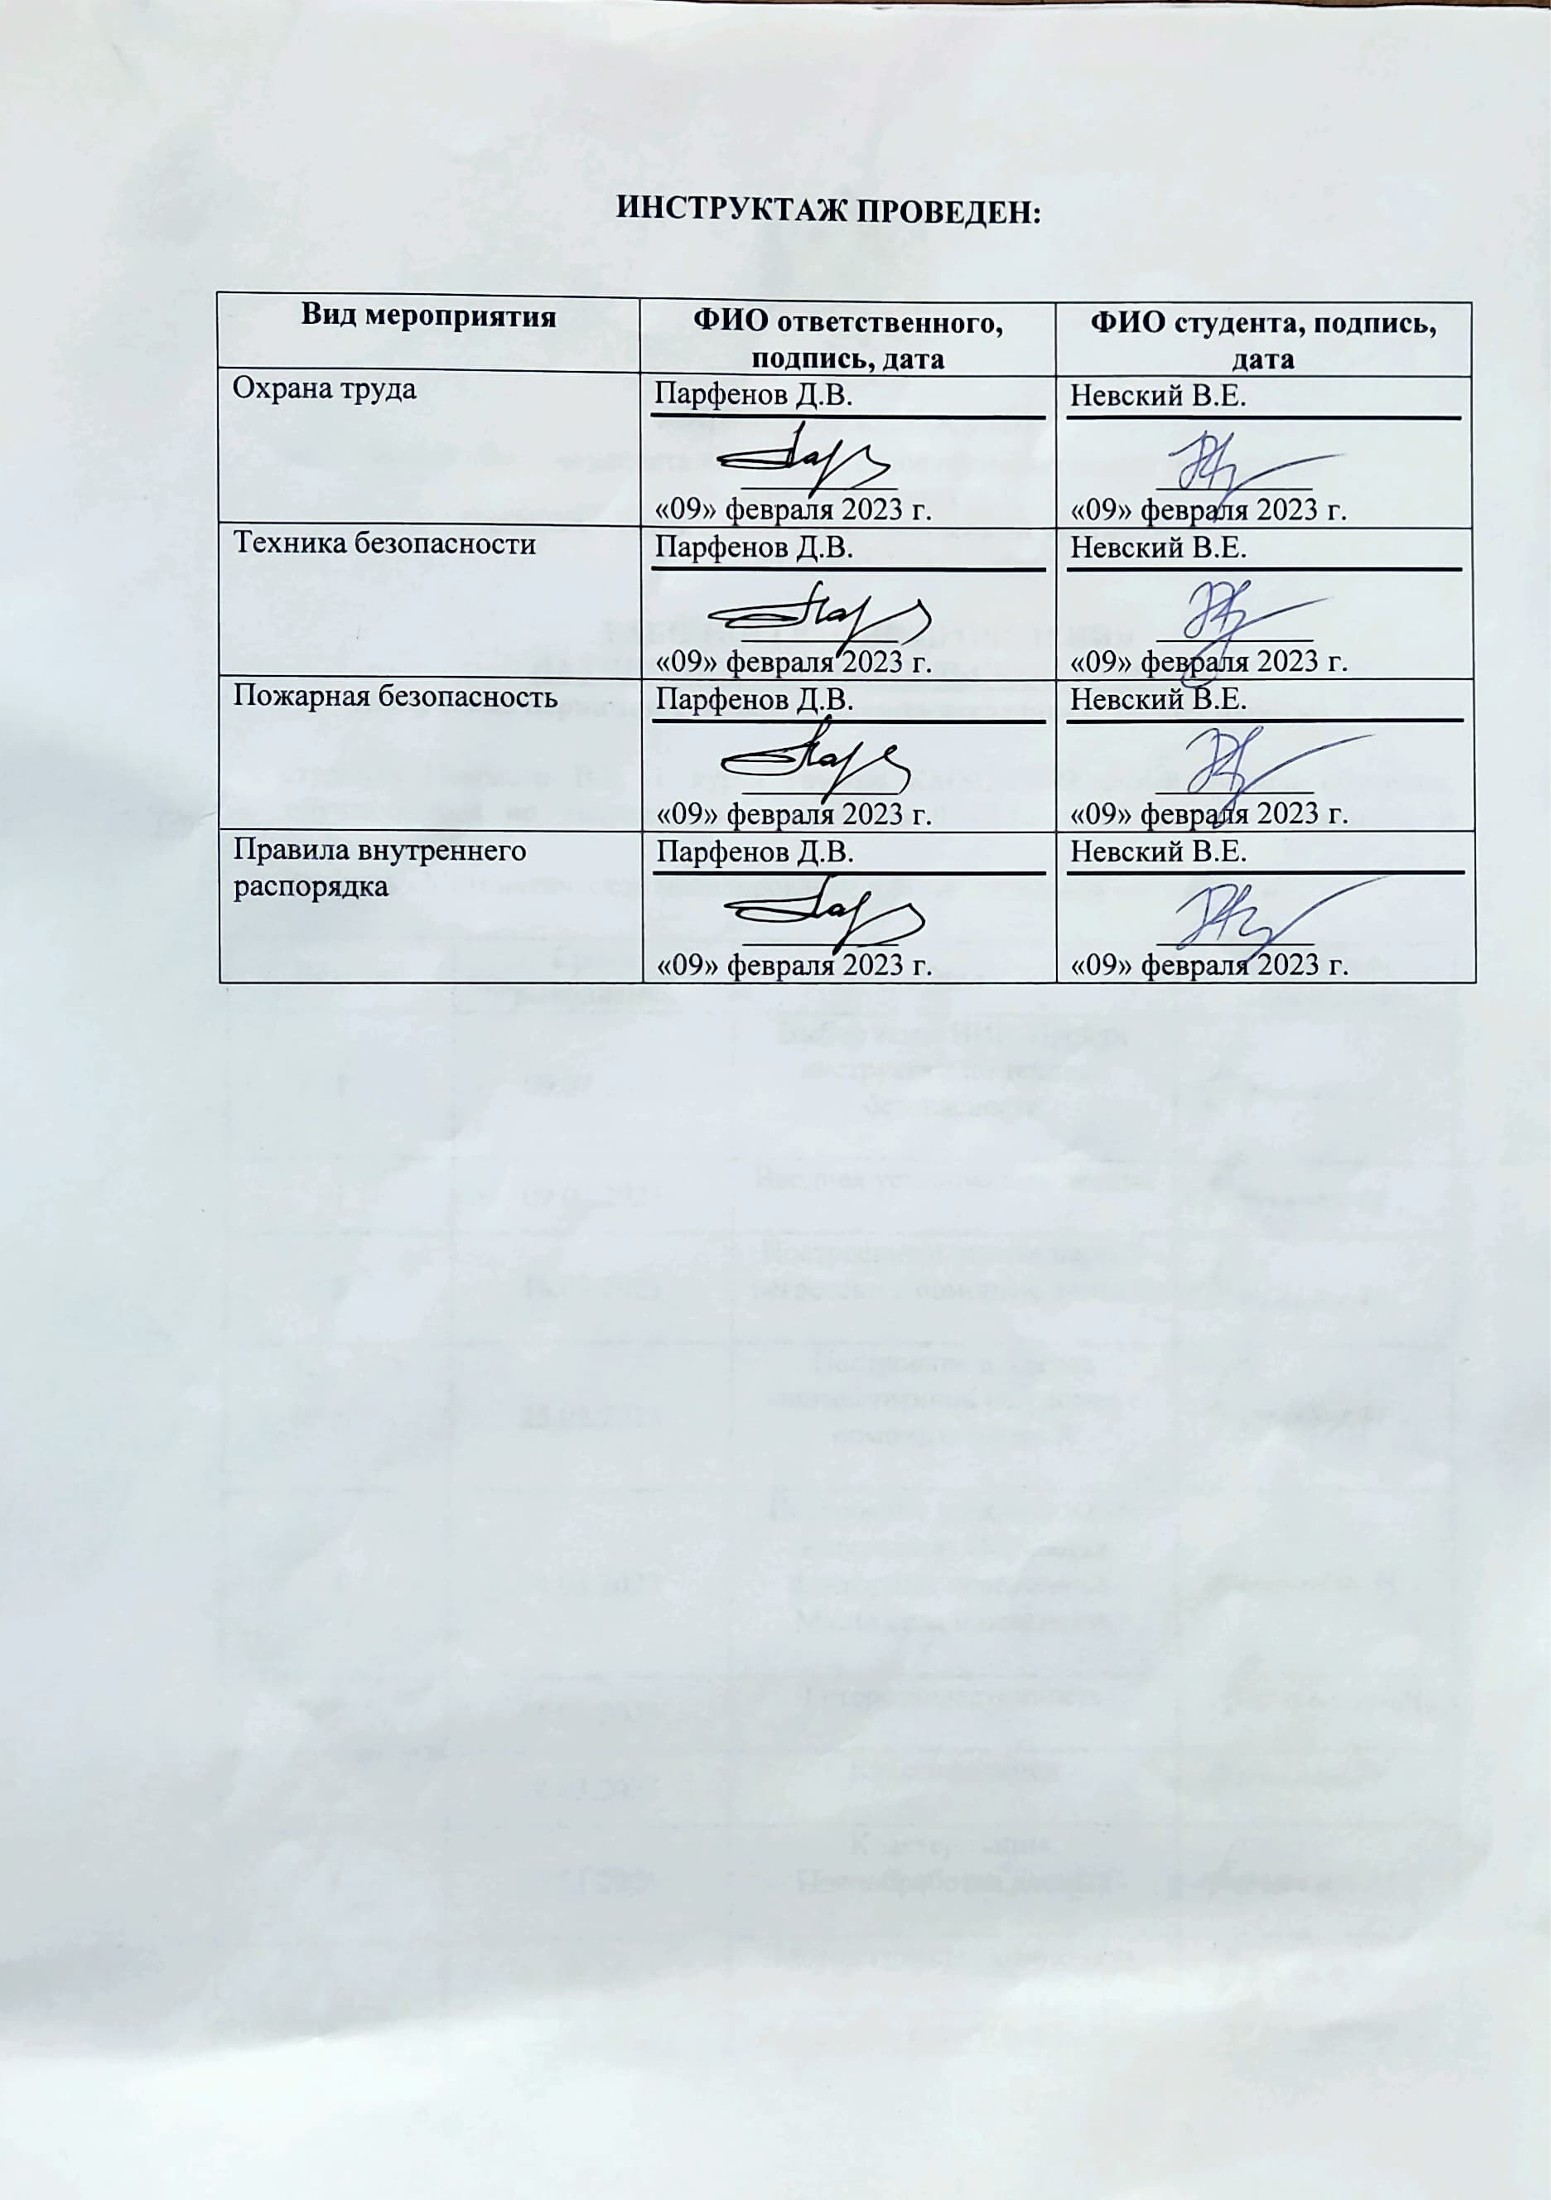 ИНСТРУКТАЖ ПРОВЕДЕН:
Вид мероприятия
ФИО ответственного,
подпись, дата
ФИО студента, подпись,
дата
Охрана труда
Парфенов Д.В.
«09» февраля 2023 г.
Невский В.Е.
«09» февраля 2023 г.
Техника безопасности
Парфенов Д.В.
«09» февраля 2023 г.
Невский В.Е.
«09» февраля 2023 г.
Пожарная безопасность
Парфенов Д.В.
«09» февраля 2023 г.
Невский В.Е.
«09» февраля 2023 г.
Правила внутреннего
распорядка
Парфенов Д.В.
«09» февраля 2023 г.
Невский В.Е.
«09» февраля 2023 г.